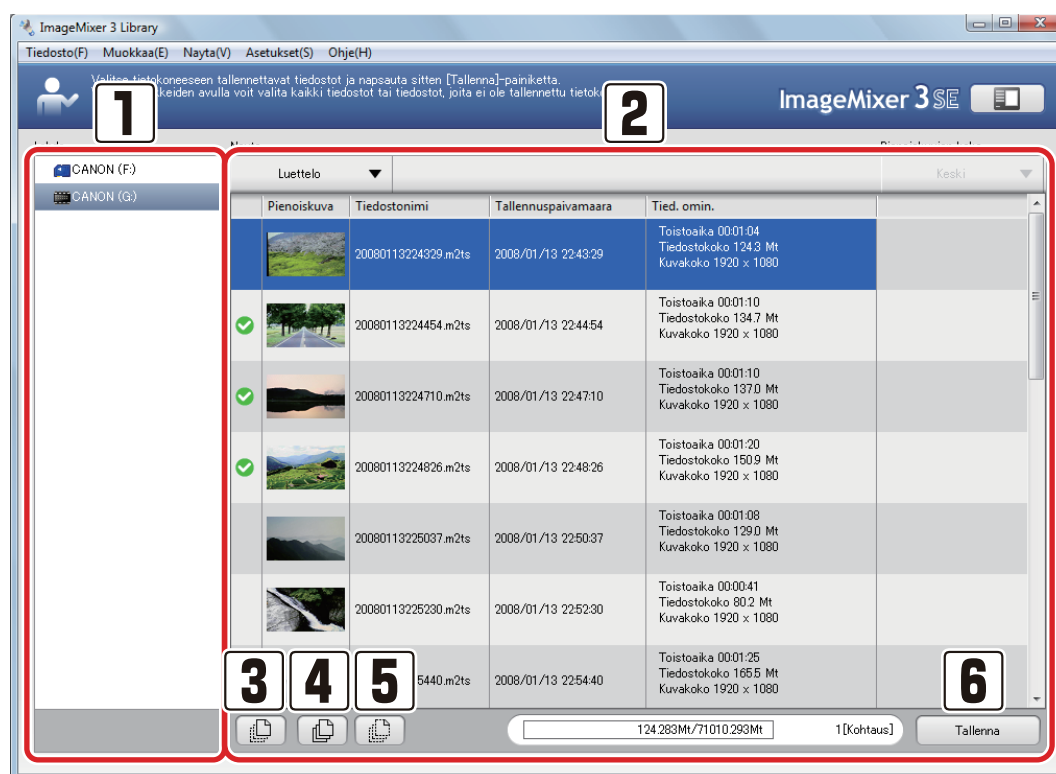 ImageMixer 3 Library
Tiedosto(F) Muokkaa(E) Nayta(V) Asetukset(S) Ohje(H)
tallennettavat tiedostot ja napsauta sitten [Tallenna]-painiketta.
avulla voit valita kaikki tiedostot tai tiedostot, joita ei ole tallennettu
ImageMixer 3 SE
1
2
CANON (F:)
CANON (G:)
Luettelo
Keski
Pienoiskuva Tiedostonimi Tallennuspaivamaara Tied. omin.
Toistoaika 00:01:04
20080113224329.m2ts 2008/01/13 22:43:29 Tiedostokoko 124.3 Mt
Kuvakoko 1920 x 1080
Toistoaika 00:01:10
20080113224454.m2ts 2008/01/13 22:44:54 Tiedostokoko 134.7 Mt
Kuvakoko 1920 x 1080
Toistoaika 00:01:10
20080113224710.m2ts 2008/01/13 22:47:10 Tiedostokoko 137.0 Mt
Kuvakoko 1920 x 1080
Toistoaika 00:01:20
20080113224826.m2ts 2008/01/13 22:48:26 Tiedostokoko 150.9 Mt
Kuvakoko 1920 x 1080
Toistoaika 00:01:08
20080113225037.m2ts 2008/01/13 22:50:37 Tiedostokoko 129.0 Mt
Kuvakoko 1920 x 1080
Toistoaika 00:00:41
20080113225230.m2ts 2008/01/13 22:52:30 Tiedostokoko 80.2 Mt
Kuvakoko 1920 x 1080
Toistoaika 00:01:25
5440.m2ts 2008/01/13 22:54:40 Tiedostokoko 165.5 Mt
Kuvakoko 1920 x 1080
3 4 5 6
124.283Mt/71010.293Mt 1[Kohtaus] Tallenna